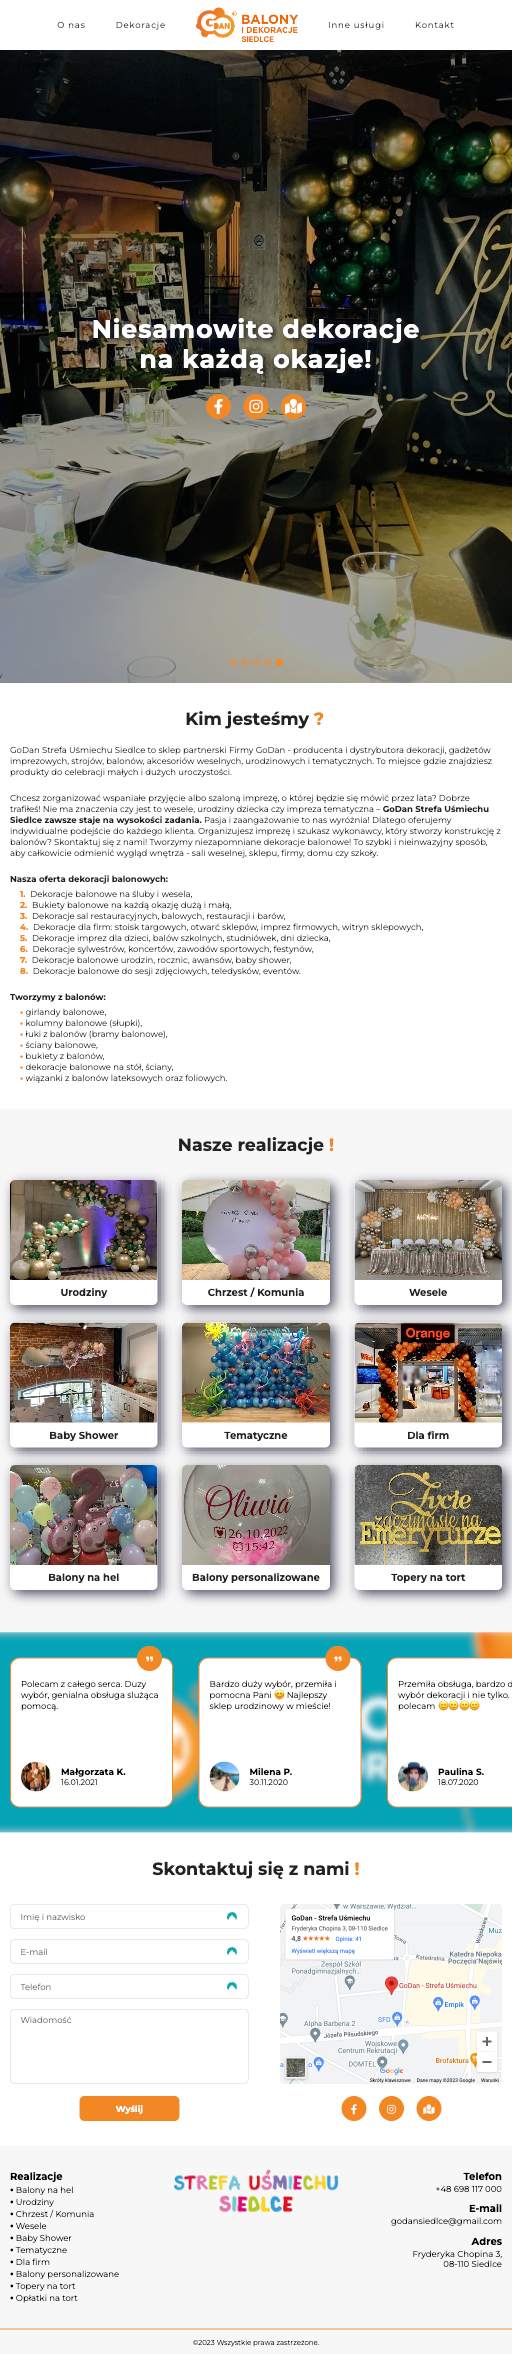 O nas
Dekoracje
GoDan
BALONY
I DEKORACJE
SIEDLCE
Inne usługi
Kontakt
70
Niesamowite dekoracje
na każdą okazje!
Kim jesteśmy ?
GoDan Strefa Uśmiechu Siedlce to sklep partnerski Firmy GoDan - producenta i dystrybutora dekoracji, gadżetów
imprezowych, strojów, balonów, akcesoriów weselnych, urodzinowych i tematycznych. To miejsce gdzie znajdziesz
produkty do celebracji małych i dużych uroczystości.
Chcesz zorganizować wspaniałe przyjęcie albo szaloną imprezę, o której będzie się mówić przez lata? Dobrze
trafiłeś! Nie ma znaczenia czy jest to wesele, urodziny dziecka czy impreza tematyczna – GoDan Strefa Uśmiechu
Siedlce zawsze staje na wysokości zadania. Pasja i zaangażowanie to nas wyróżnia! Dlatego oferujemy
indywidualne podejście do każdego klienta. Organizujesz imprezę i szukasz wykonawcy, który stworzy konstrukcję z
balonów? Skontaktuj się z nami! Tworzymy niezapomniane dekoracje balonowe! To szybki i nieinwazyjny sposób,
aby całkowicie odmienić wygląd wnętrza - sali weselnej, sklepu, firmy, domu czy szkoły.
Nasza oferta dekoracji balonowych:
1. Dekoracje balonowe na śluby i wesela,
2. Bukiety balonowe na każdą okazję dużą i małą,
3. Dekoracje sal restauracyjnych, balowych, restauracji i barów,
4. Dekoracje dla firm: stoisk targowych, otwarć sklepów, imprez firmowych, witryn sklepowych,
5. Dekoracje imprez dla dzieci, balów szkolnych, studniówek, dni dziecka,
6. Dekoracje sylwestrów, koncertów, zawodów sportowych, festynów,
7. Dekoracje balonowe urodzin, rocznic, awansów, baby shower,
8. Dekoracje balonowe do sesji zdjęciowych, teledysków, eventów.
Tworzymy z balonów:
• girlandy balonowe,
• kolumny balonowe (słupki),
• łuki z balonów (bramy balonowe),
• ściany balonowe,
• bukiety z balonów,
• dekoracje balonowe na stół, ściany,
• wiązanki z balonów lateksowych oraz foliowych.
Nasze realizacje !
Urodziny
Chrzest / Komunia
Wesele
Orange
Baby Shower
Tematyczne
Dla firm
2
Oliwia
26.10.2022
15:42
Życie
zaczyna się na
Emeryturze
Balony na hel
Balony personalizowane
Topery na tort
Polecam z całego serca. Duzy
wybór, genialna obsługa slużąca
pomocą.
Małgorzata K.
16.01.2021
Bardzo duży wybór, przemiła i
pomocna Pani 😊 Najlepszy
sklep urodzinowy w mieście!
Milena P.
30.11.2020
Przemiła obsługa, bardzo d
wybór dekoracji i nie tylko.
polecam 😊😊😊😊
Paulina S.
18.07.2020
Skontaktuj się z nami !
Imię i nazwisko
E-mail
Telefon
Wiadomość
Wyślij
w Warszawie, Wydział...
GoDan - Strefa Uśmiechu
Fryderyka Chopina 3, 08-110 Siedlce
4,8 ★★★★★ Opinie: 41
Wyświetl większą mapę
Zespół Szkół
Ponadgimnazjalnych...
Katedralna
Katedra Niepoka
Poczęcia Najświę
Wojskowa
GoDan - Strefa Uśmiechu
Empik
SFD
Alpha Barberia 2
Józefa Piłsudskiego
Wojskowe
Centrum Rekrutacji
DOMTEL
Brofaktura
Google
Skróty klawiszowe
Dane mapy ©2023 Google
Warunki
Realizacje
• Balony na hel
• Urodziny
• Chrzest / Komunia
• Wesele
• Baby Shower
• Tematyczne
• Dla firm
• Balony personalizowane
• Topery na tort
• Opłatki na tort
STREFA UŚMIECHU
SIEDLCE
Telefon
+48 698 117 000
E-mail
godansiedlce@gmail.com
Adres
Fryderyka Chopina 3,
08-110 Siedlce
©2023 Wszystkie prawa zastrzeżone.